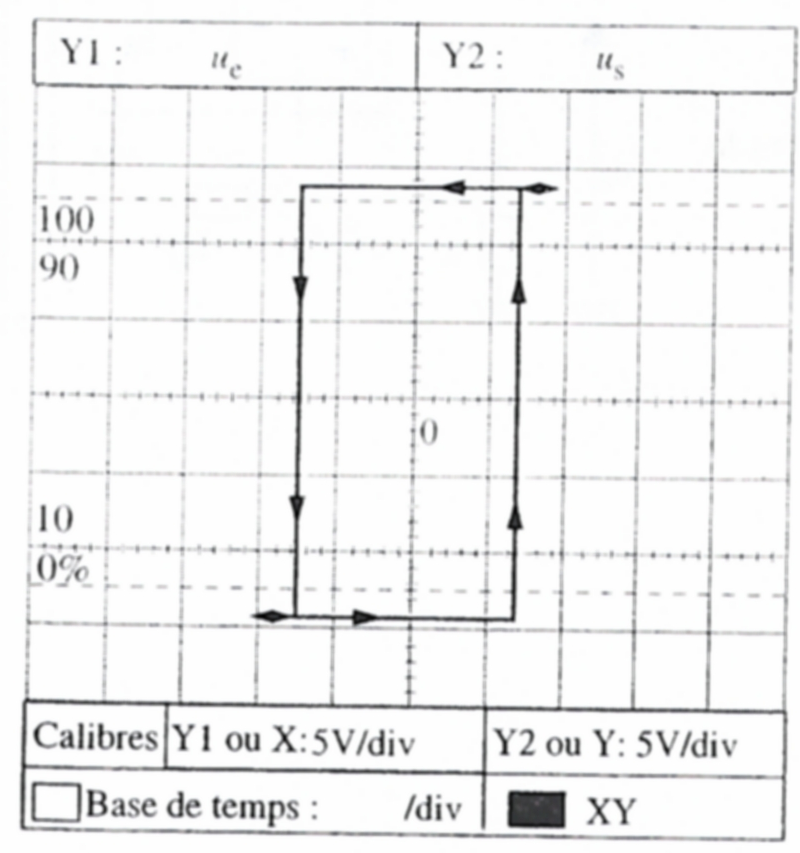 Y1 : u_e Y2 : u_s
100
90
0
10
0%
Calibres Y1 ou X: 5V/div Y2 ou Y: 5V/div
Base de temps : /div XY